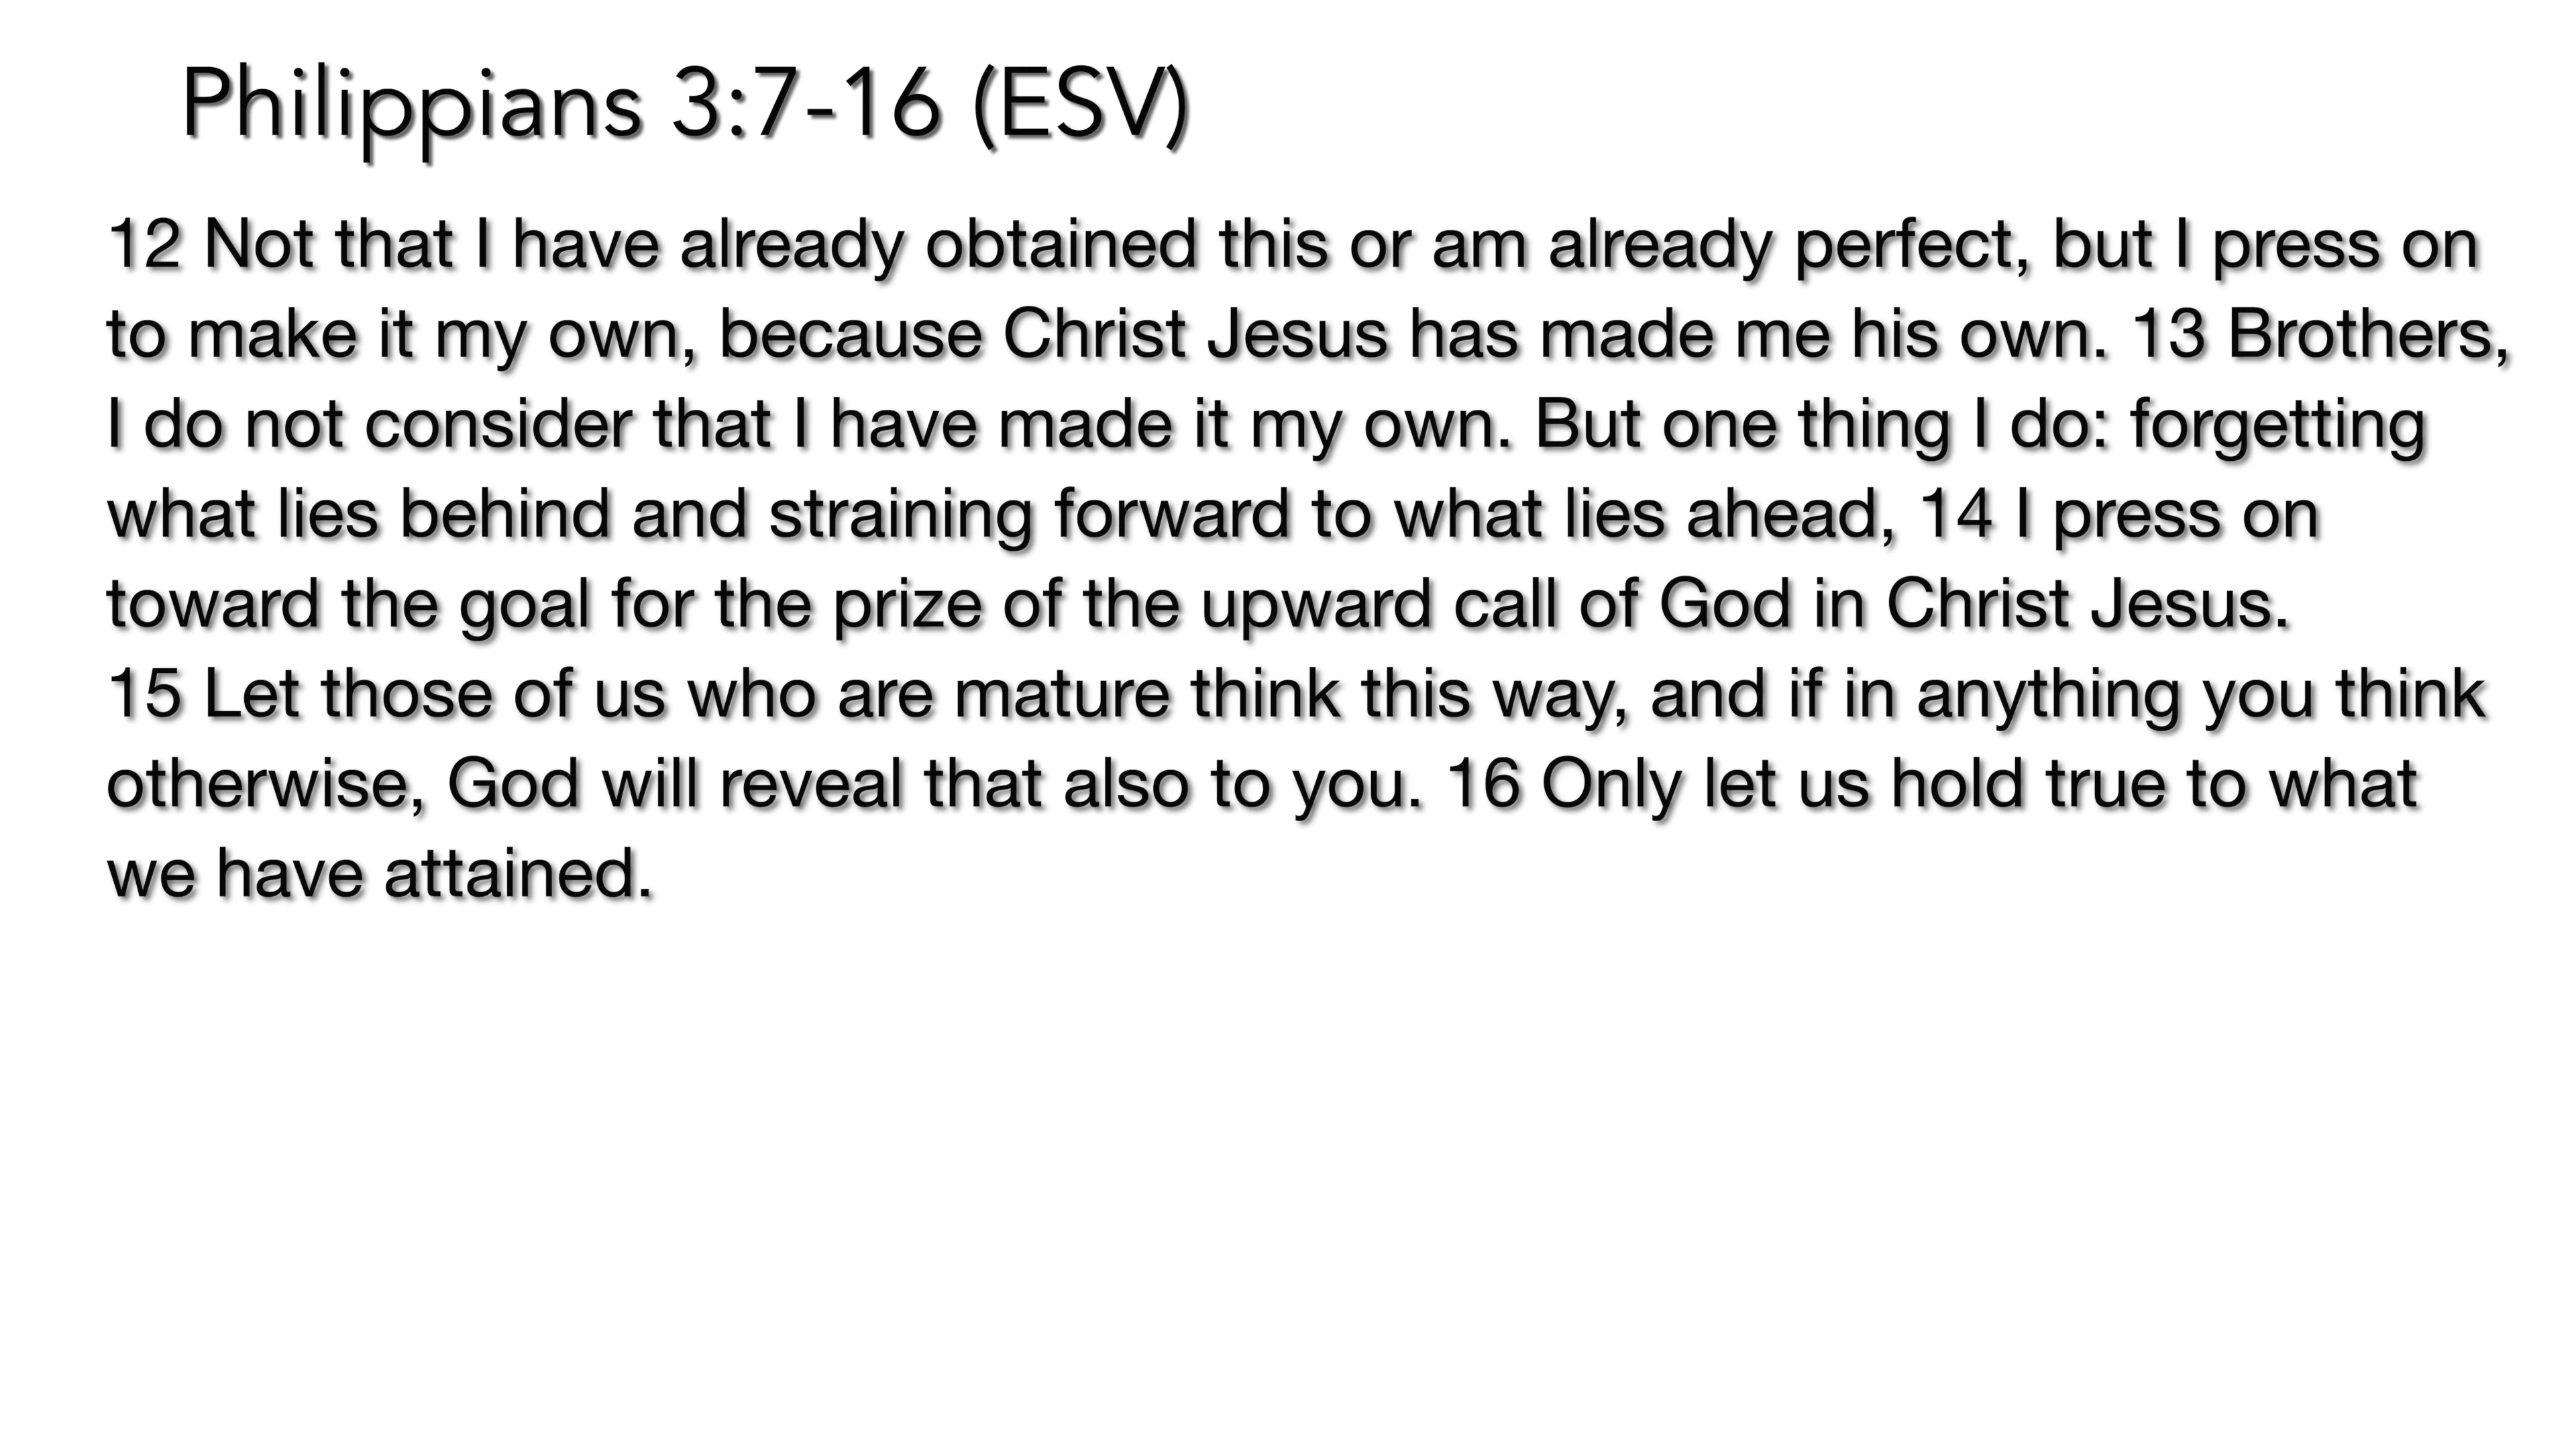 Philippians 3:7-16 (ESV)
12 Not that I have already obtained this or am already perfect, but I press on
to make it my own, because Christ Jesus has made me his own. 13 Brothers,
I do not consider that I have made it my own. But one thing I do: forgetting
what lies behind and straining forward to what lies ahead, 14 I press on
toward the goal for the prize of the upward call of God in Christ Jesus.
15 Let those of us who are mature think this way, and if in anything you think
otherwise, God will reveal that also to you. 16 Only let us hold true to what
we have attained.